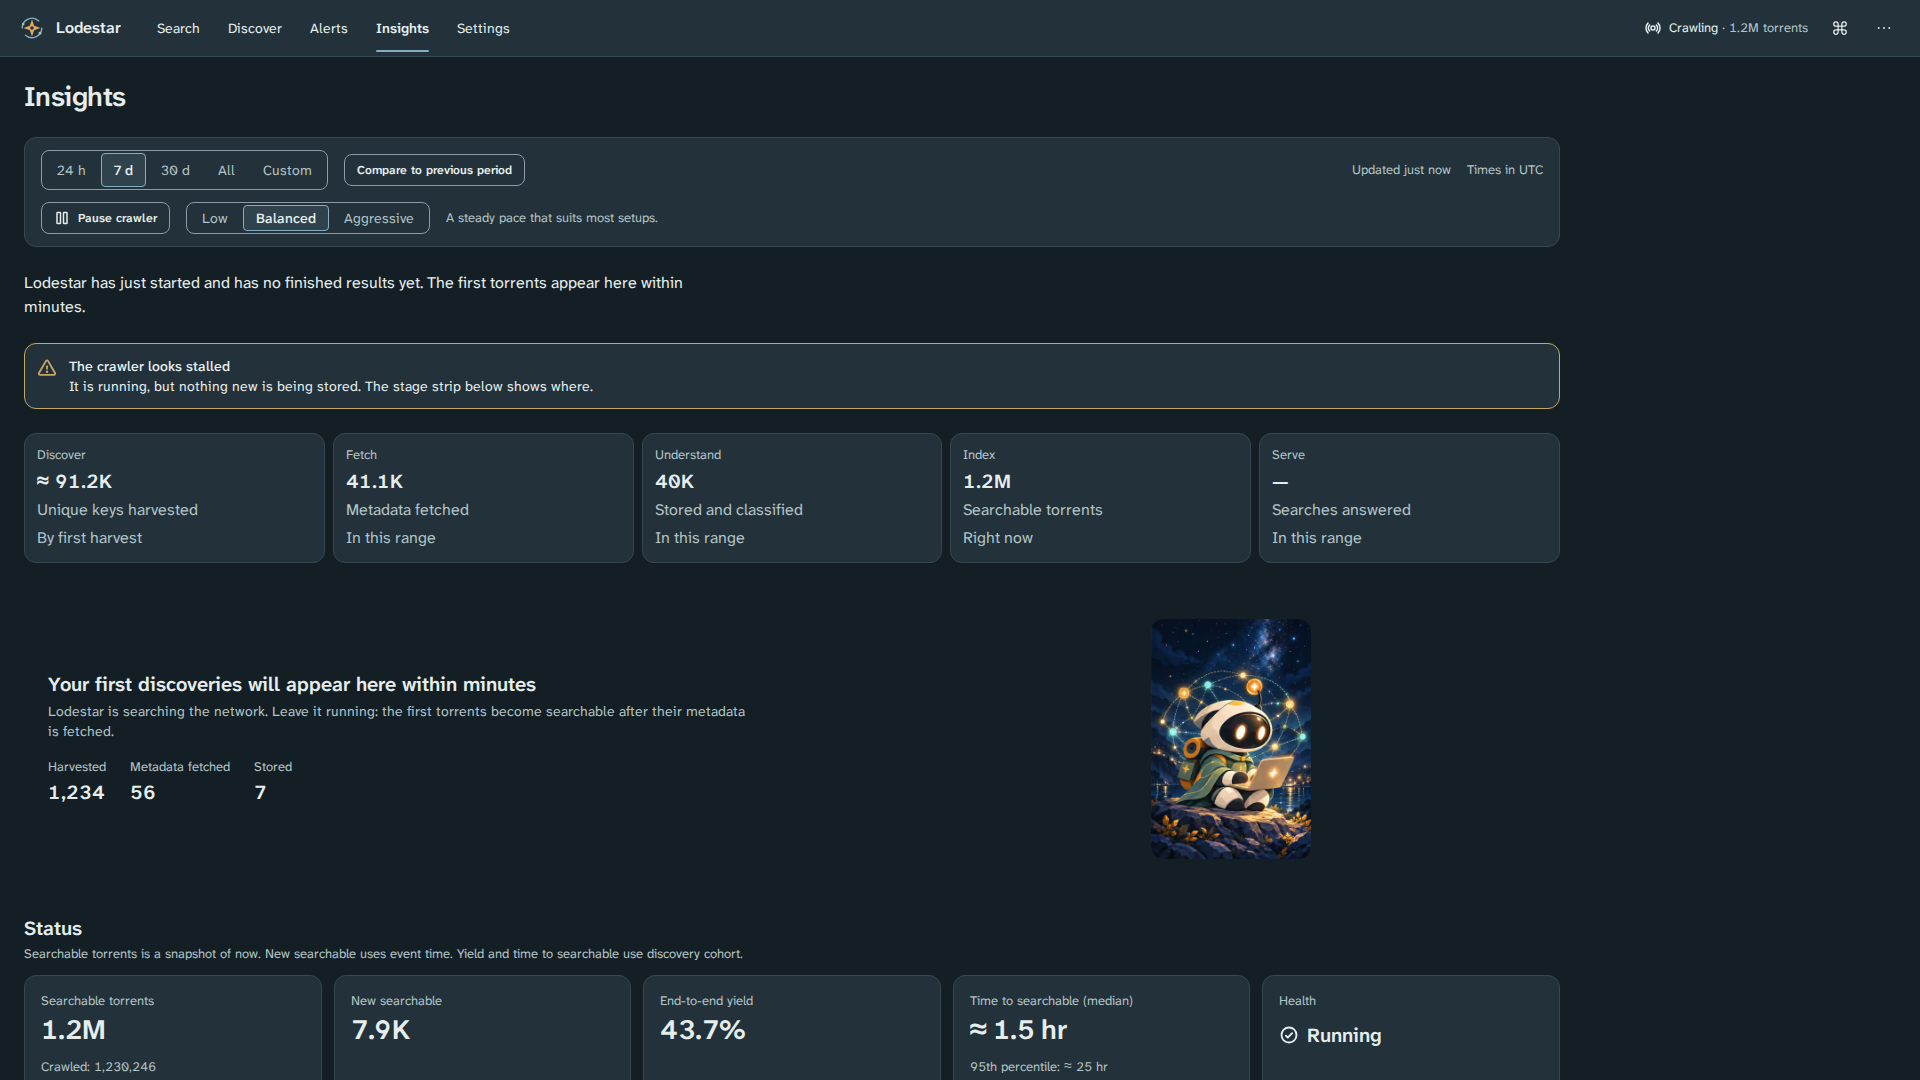 Lodestar
Search
Discover
Alerts
Insights
Settings
Crawling · 1.2M torrents
Insights
24 h
7 d
30 d
All
Custom
Compare to previous period
Updated just now
Times in UTC
Pause crawler
Low
Balanced
Aggressive
A steady pace that suits most setups.
Lodestar has just started and has no finished results yet. The first torrents appear here within
minutes.
The crawler looks stalled
It is running, but nothing new is being stored. The stage strip below shows where.
Discover
≈ 91.2K
Unique keys harvested
By first harvest
Fetch
41.1K
Metadata fetched
In this range
Understand
40K
Stored and classified
In this range
Index
1.2M
Searchable torrents
Right now
Serve
—
Searches answered
In this range
Your first discoveries will appear here within minutes
Lodestar is searching the network. Leave it running: the first torrents become searchable after their metadata
is fetched.
Harvested
1,234
Metadata fetched
56
Stored
7
Status
Searchable torrents is a snapshot of now. New searchable uses event time. Yield and time to searchable use discovery cohort.
Searchable torrents
1.2M
Crawled: 1,230,246
New searchable
7.9K
End-to-end yield
43.7%
Time to searchable (median)
≈ 1.5 hr
95th percentile: ≈ 25 hr
Health
Running